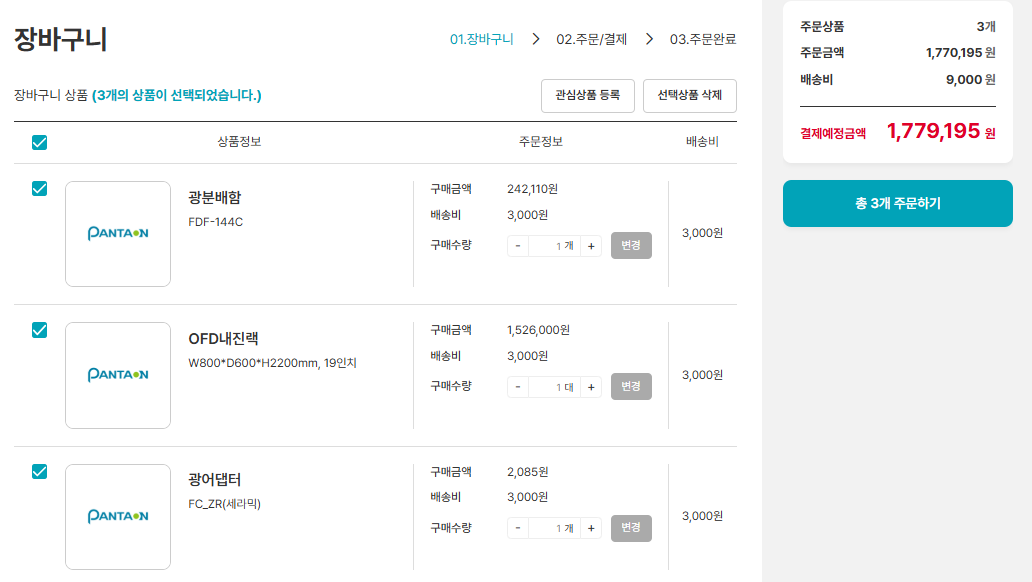 장바구니
01.장바구니 > 02.주문/결제 > 03.주문완료
장바구니 상품 (3개의 상품이 선택되었습니다.)
관심상품 등록 선택상품 삭제
상품정보 주문정보 배송비
PANTAON
광분배함
FDF-144C
구매금액 242,110원
배송비 3,000원
구매수량 - 1 개 + 변경
3,000원
PANTAON
OFD내진랙
W800*D600*H2200mm, 19인치
구매금액 1,526,000원
배송비 3,000원
구매수량 - 1 대 + 변경
3,000원
PANTAON
광어댑터
FC_ZR(세라믹)
구매금액 2,085원
배송비 3,000원
구매수량 - 1 개 + 변경
3,000원
주문상품 3개
주문금액 1,770,195 원
배송비 9,000 원
결제예정금액 1,779,195 원
총 3개 주문하기